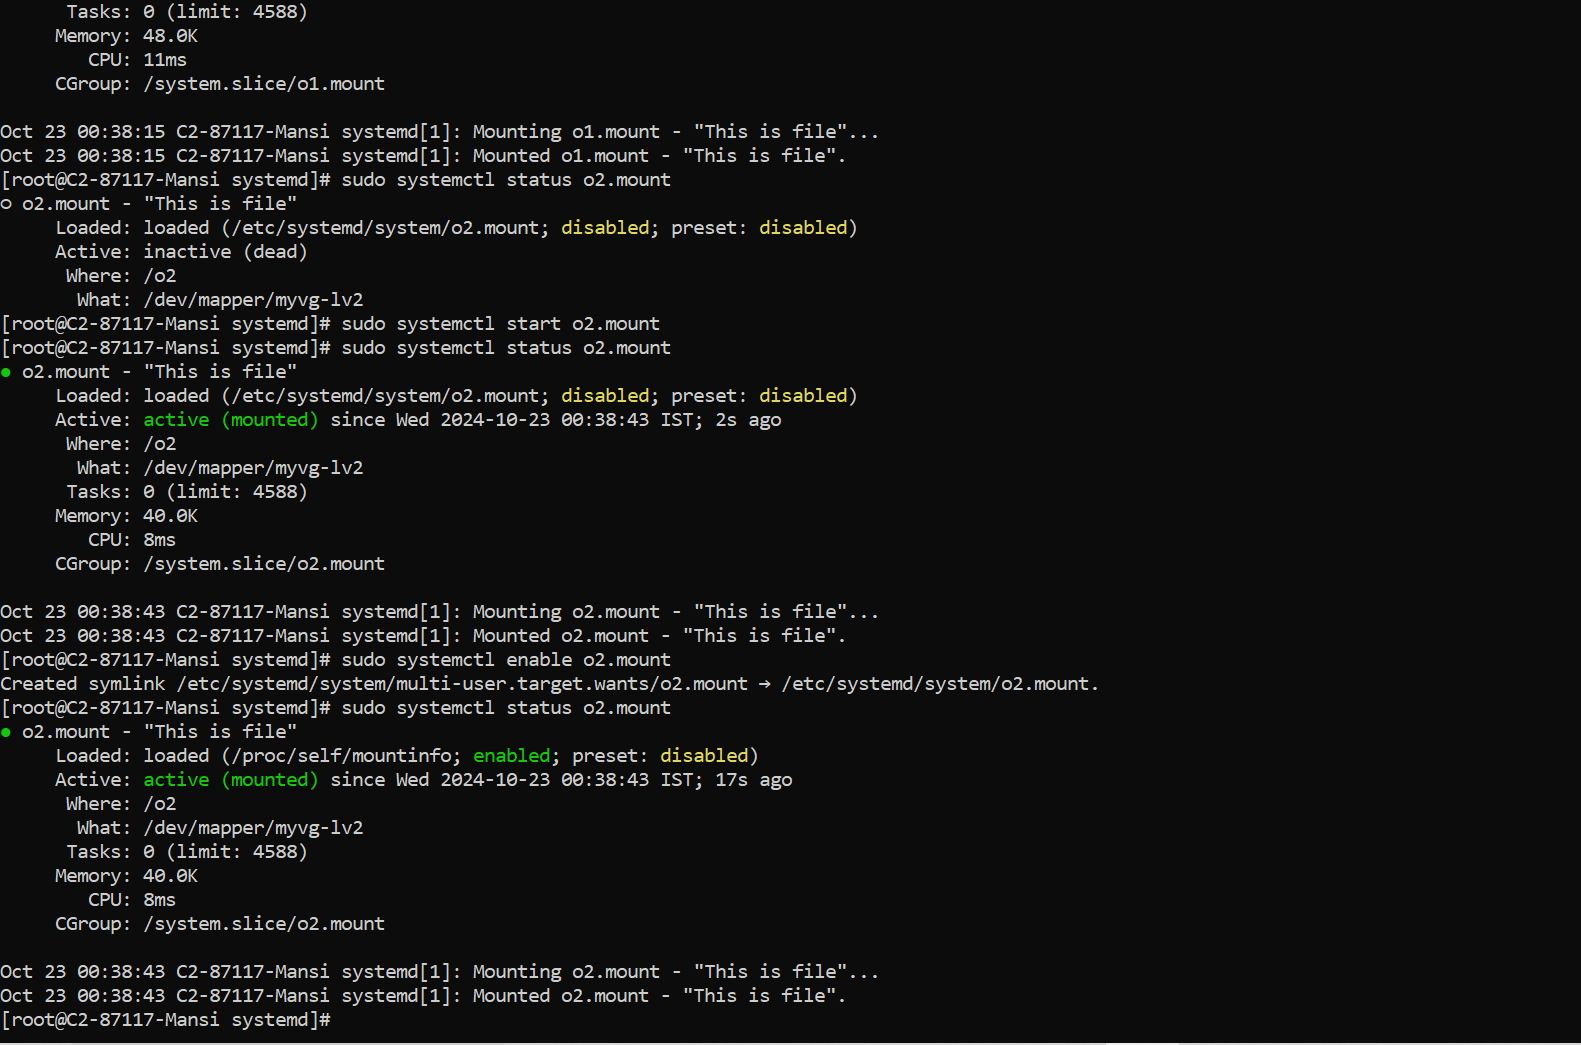 Tasks: 0 (limit: 4588)
Memory: 48.0K
CPU: 11ms
CGroup: /system.slice/o1.mount
Oct 23 00:38:15 C2-87117-Mansi systemd[1]: Mounting o1.mount - "This is file"...
Oct 23 00:38:15 C2-87117-Mansi systemd[1]: Mounted o1.mount - "This is file".
[root@C2-87117-Mansi systemd]# sudo systemctl status o2.mount
○ o2.mount - "This is file"
Loaded: loaded (/etc/systemd/system/o2.mount; disabled; preset: disabled)
Active: inactive (dead)
Where: /o2
What: /dev/mapper/myvg-lv2
[root@C2-87117-Mansi systemd]# sudo systemctl start o2.mount
[root@C2-87117-Mansi systemd]# sudo systemctl status o2.mount
● o2.mount - "This is file"
Loaded: loaded (/etc/systemd/system/o2.mount; disabled; preset: disabled)
Active: active (mounted) since Wed 2024-10-23 00:38:43 IST; 2s ago
Where: /o2
What: /dev/mapper/myvg-lv2
Tasks: 0 (limit: 4588)
Memory: 40.0K
CPU: 8ms
CGroup: /system.slice/o2.mount
Oct 23 00:38:43 C2-87117-Mansi systemd[1]: Mounting o2.mount - "This is file"...
Oct 23 00:38:43 C2-87117-Mansi systemd[1]: Mounted o2.mount - "This is file".
[root@C2-87117-Mansi systemd]# sudo systemctl enable o2.mount
Created symlink /etc/systemd/system/multi-user.target.wants/o2.mount → /etc/systemd/system/o2.mount.
[root@C2-87117-Mansi systemd]# sudo systemctl status o2.mount
● o2.mount - "This is file"
Loaded: loaded (/proc/self/mountinfo; enabled; preset: disabled)
Active: active (mounted) since Wed 2024-10-23 00:38:43 IST; 17s ago
Where: /o2
What: /dev/mapper/myvg-lv2
Tasks: 0 (limit: 4588)
Memory: 40.0K
CPU: 8ms
CGroup: /system.slice/o2.mount
Oct 23 00:38:43 C2-87117-Mansi systemd[1]: Mounting o2.mount - "This is file"...
Oct 23 00:38:43 C2-87117-Mansi systemd[1]: Mounted o2.mount - "This is file".
[root@C2-87117-Mansi systemd]#